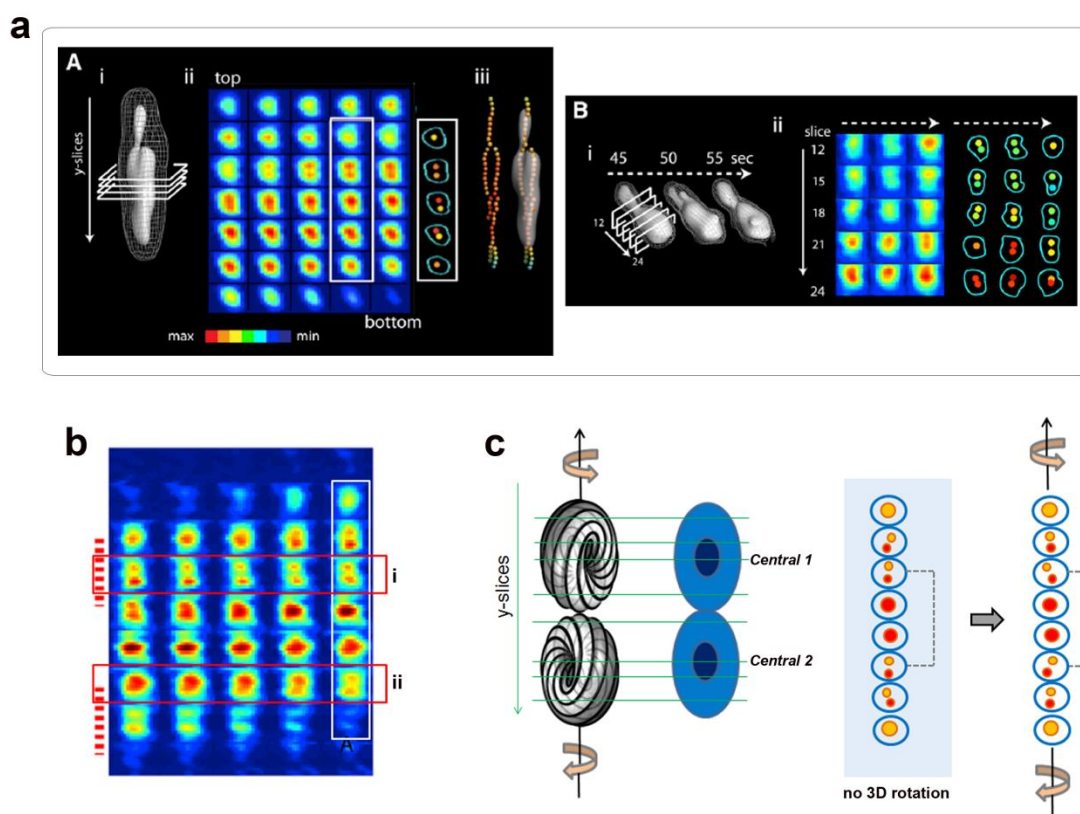 a
A
i
ii
top
iii
y-slices
bottom
max
min
B
i
45
50
55
sec
12
24
ii
slice
12
15
18
21
24
b
i
ii
A
c
y-slices
Central 1
Central 2
no 3D rotation